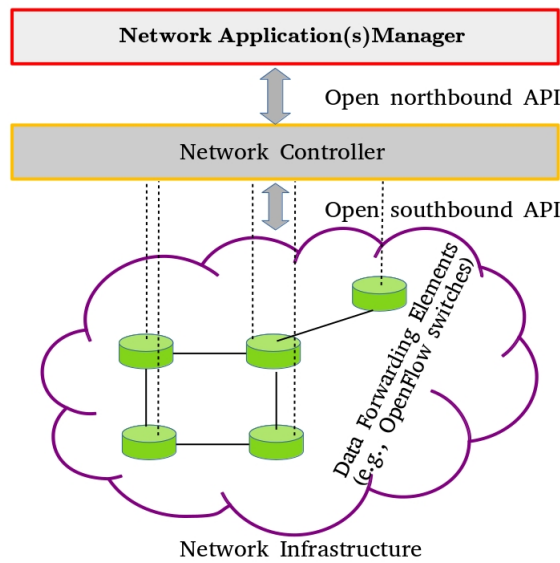 Network Application(s)Manager
Open northbound API
Network Controller
Open southbound API
Data Forwarding Elements
(e.g., OpenFlow switches)
Network Infrastructure